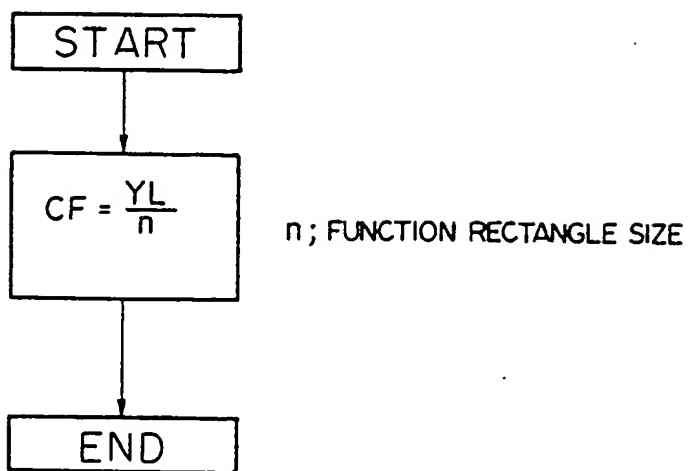 START
CF = YL/n
n; FUNCTION RECTANGLE SIZE
END